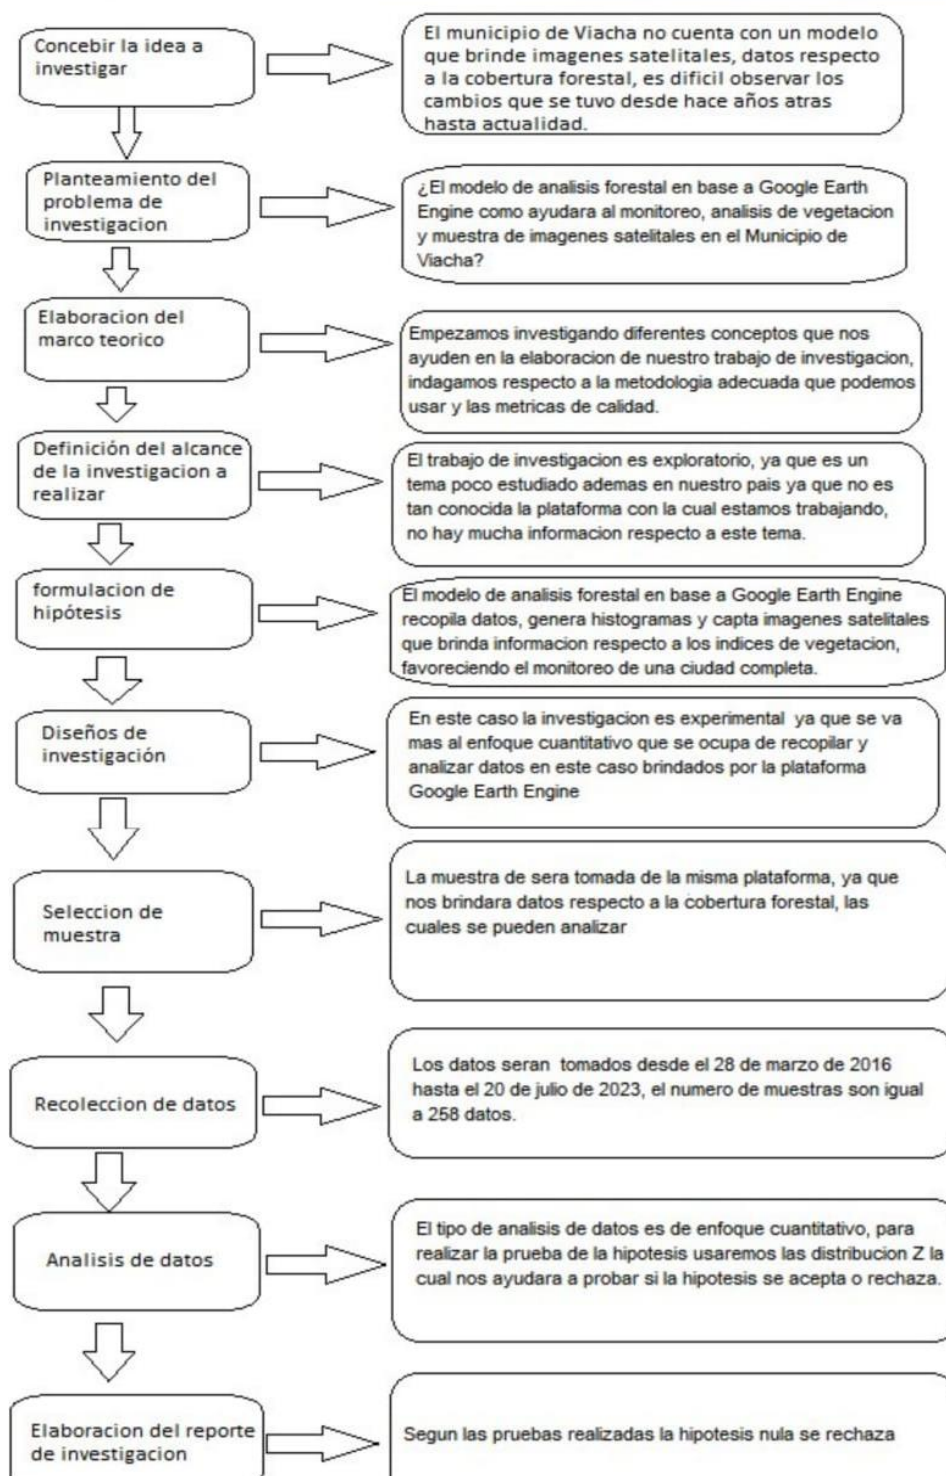 Concebir la idea a
investigar
El municipio de Viacha no cuenta con un modelo
que brinde imagenes satelitales, datos respecto
a la cobertura forestal, es dificil observar los
cambios que se tuvo desde hace años atras
hasta actualidad.
Planteamiento del
problema de
investigacion
¿El modelo de analisis forestal en base a Google Earth
Engine como ayudara al monitoreo, analisis de vegetacion
y muestra de imagenes satelitales en el Municipio de
Viacha?
Elaboracion del
marco teorico
Empezamos investigando diferentes conceptos que nos
ayuden en la elaboracion de nuestro trabajo de investigacion,
indagamos respecto a la metodologia adecuada que podemos
usar y las metricas de calidad.
Definición del alcance
de la investigacion a
realizar
El trabajo de investigacion es exploratorio, ya que es un
tema poco estudiado ademas en nuestro pais ya que no es
tan conocida la plataforma con la cual estamos trabajando,
no hay mucha informacion respecto a este tema.
formulacion de
hipótesis
El modelo de analisis forestal en base a Google Earth Engine
recopila datos, genera histogramas y capta imagenes satelitales
que brinda informacion respecto a los indices de vegetacion,
favoreciendo el monitoreo de una ciudad completa.
Diseños de
investigación
En este caso la investigacion es experimental ya que se va
mas al enfoque cuantitativo que se ocupa de recopilar y
analizar datos en este caso brindados por la plataforma
Google Earth Engine
Seleccion de
muestra
La muestra de sera tomada de la misma plataforma, ya que
nos brindara datos respecto a la cobertura forestal, las
cuales se pueden analizar
Recoleccion de datos
Los datos seran tomados desde el 28 de marzo de 2016
hasta el 20 de julio de 2023, el numero de muestras son igual
a 258 datos.
Analisis de datos
El tipo de analisis de datos es de enfoque cuantitativo, para
realizar la prueba de la hipotesis usaremos las distribucion Z la
cual nos ayudara a probar si la hipotesis se acepta o rechaza.
Elaboracion del reporte
de investigacion
Segun las pruebas realizadas la hipotesis nula se rechaza